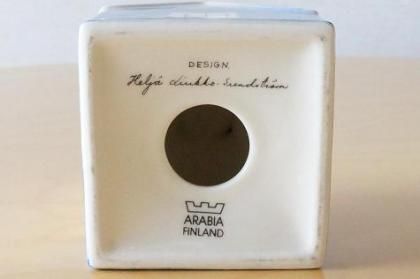 DESIGN.
Heljä Liukko-Sundström
ARABIA
FINLAND